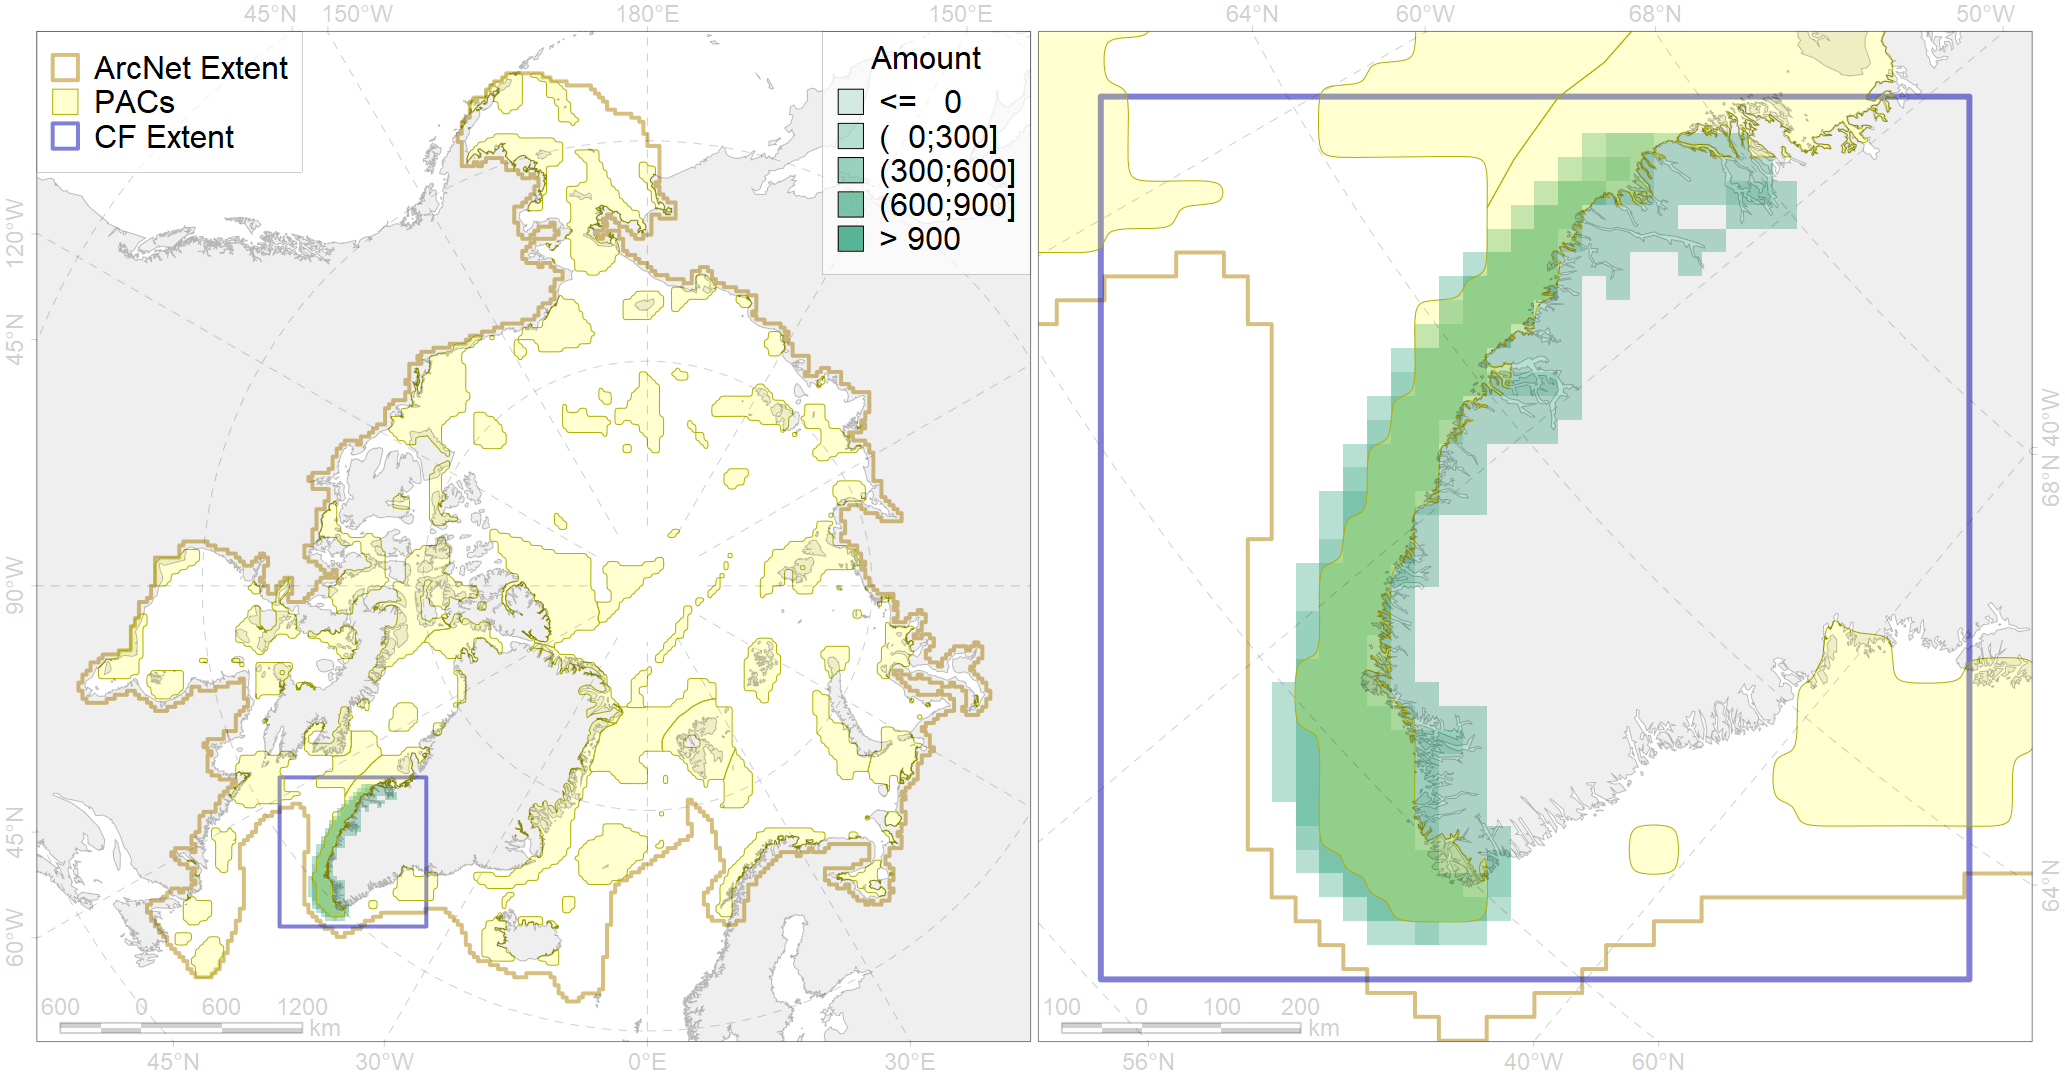 45°N 150°W 180°E 150°E 64°N 60°W 68°N 50°W
ArcNet Extent
PACs
CF Extent
Amount
<= 0
( 0;300]
(300;600]
(600;900]
> 900
120°W
45°N
90°W
45°N
60°W
40°W
68°N
64°N
600 0 600 1200
km
100 0 100 200
km
45°N 30°W 0°E 30°E 56°N 40°W 60°N